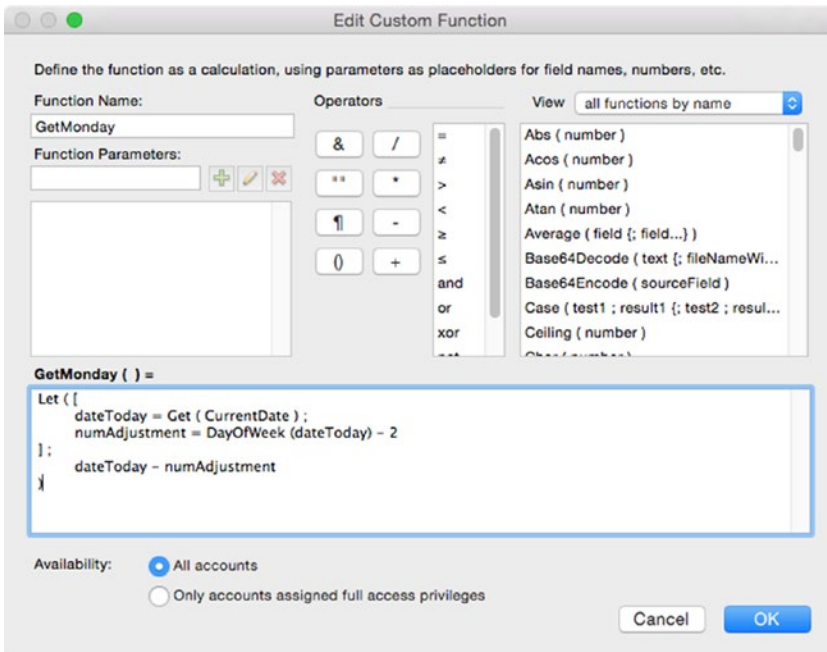 Edit Custom Function
Define the function as a calculation, using parameters as placeholders for field names, numbers, etc.
Function Name:
GetMonday
Function Parameters:
Operators
& /
"" *
¶ -
() +
=
≠
>
<
≥
≤
and
or
xor
View all functions by name
Abs ( number )
Acos ( number )
Asin ( number )
Atan ( number )
Average ( field {; field...} )
Base64Decode ( text {; fileNameWi...
Base64Encode ( sourceField )
Case ( test1 ; result1 {; test2 ; resul...
Ceiling ( number )
GetMonday ( ) =
Let ( [
dateToday = Get ( CurrentDate ) ;
numAdjustment = DayOfWeek (dateToday) - 2
] ;
dateToday - numAdjustment
)
Availability:
All accounts
Only accounts assigned full access privileges
Cancel
OK